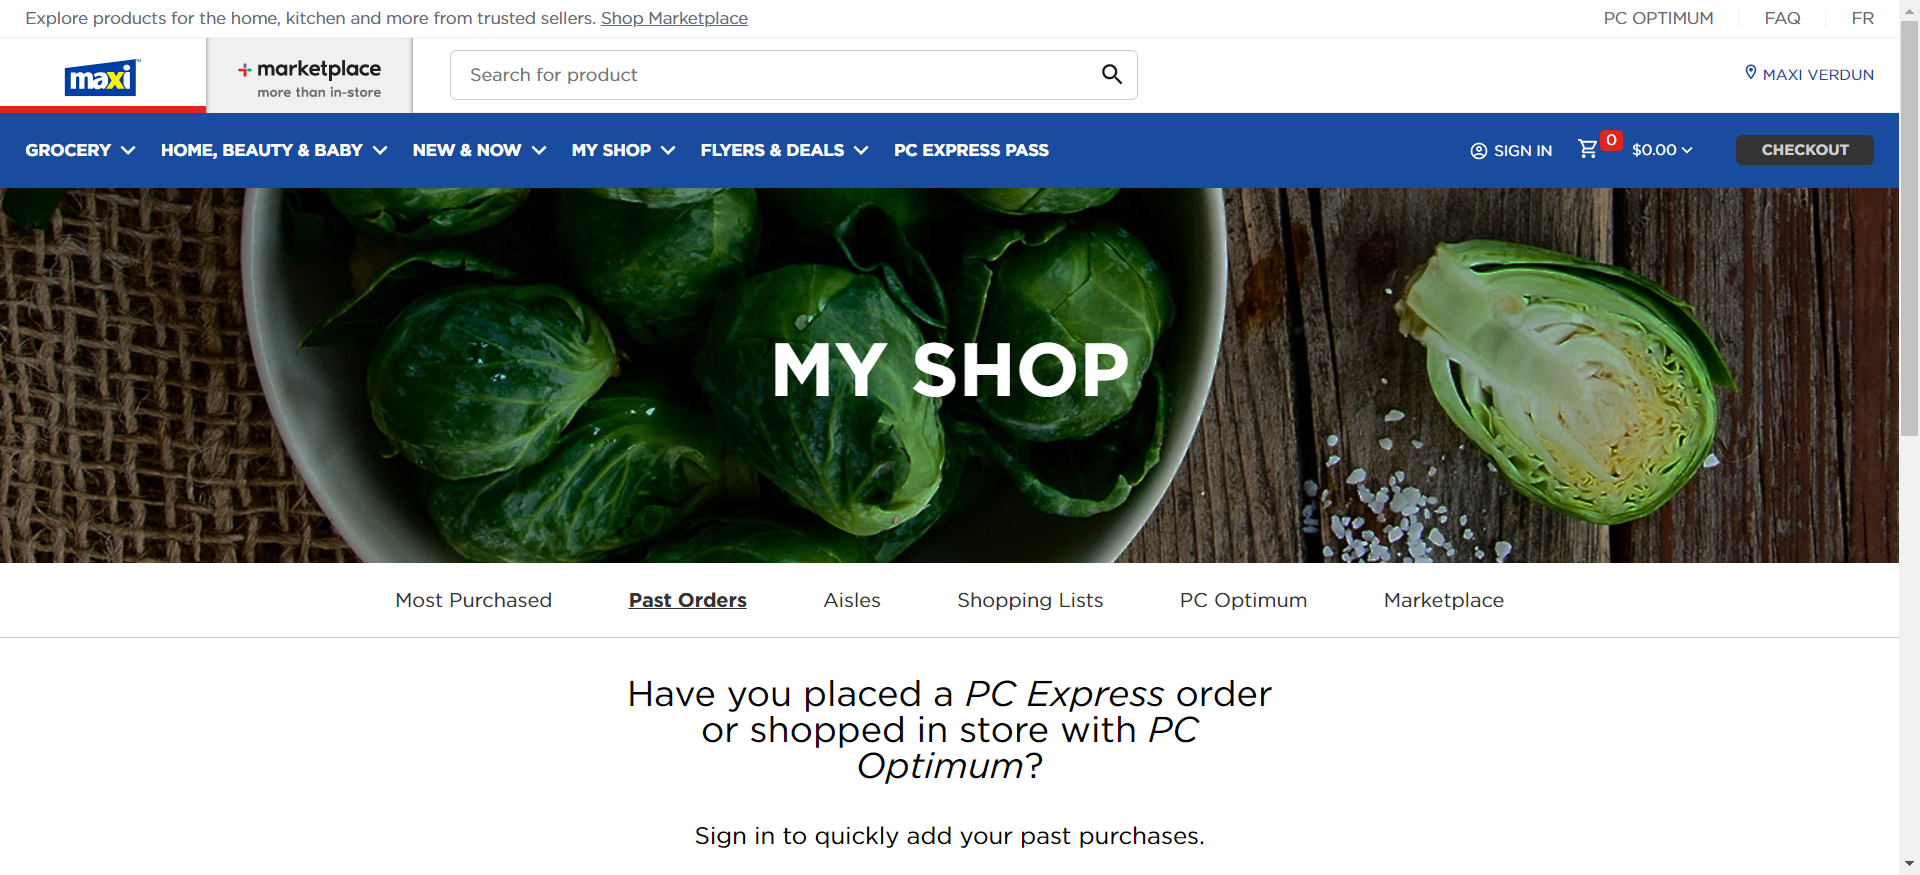 Explore products for the home, kitchen and more from trusted sellers. Shop Marketplace
PC OPTIMUM
FAQ
FR
maxi
marketplace
more than in-store
Search for product
MAXI VERDUN
GROCERY
HOME, BEAUTY & BABY
NEW & NOW
MY SHOP
FLYERS & DEALS
PC EXPRESS PASS
SIGN IN
0
$0.00
CHECKOUT
MY SHOP
Most Purchased
Past Orders
Aisles
Shopping Lists
PC Optimum
Marketplace
Have you placed a PC Express order
or shopped in store with PC
Optimum?
Sign in to quickly add your past purchases.